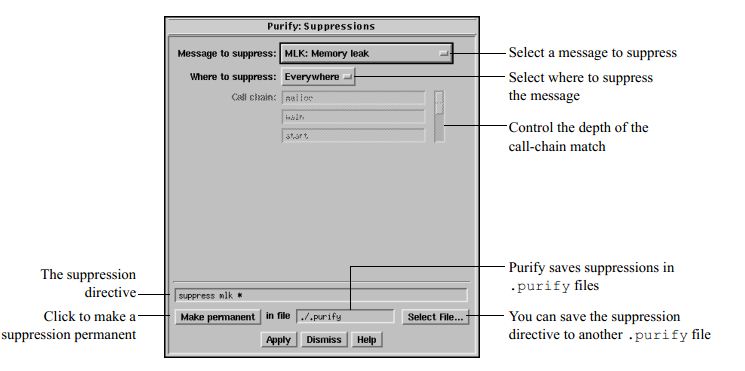 Purify: Suppressions
Message to suppress: MLK: Memory leak
Select a message to suppress
Where to suppress: Everywhere
Select where to suppress
the message
Call chain: malloc
main
start
Control the depth of the
call-chain match
The suppression
directive
suppress mlk *
Purify saves suppressions in
.purify files
Click to make a
suppression permanent
Make permanent in file ./.purify Select File...
You can save the suppression
directive to another .purify file
Apply Dismiss Help